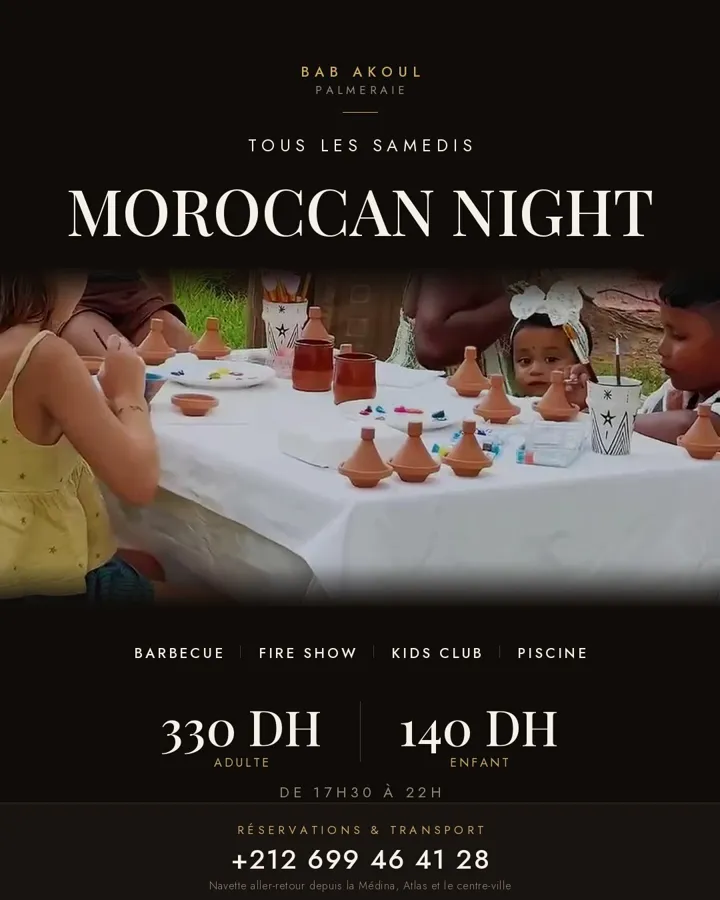 BAB AKOUL
PALMERAIE
TOUS LES SAMEDIS
MOROCCAN NIGHT
BARBECUE | FIRE SHOW | KIDS CLUB | PISCINE
330 DH | 140 DH
ADULTE ENFANT
DE 17H30 À 22H
RÉSERVATIONS & TRANSPORT
+212 699 46 41 28
Navette aller-retour depuis la Médina, Atlas et le centre-ville